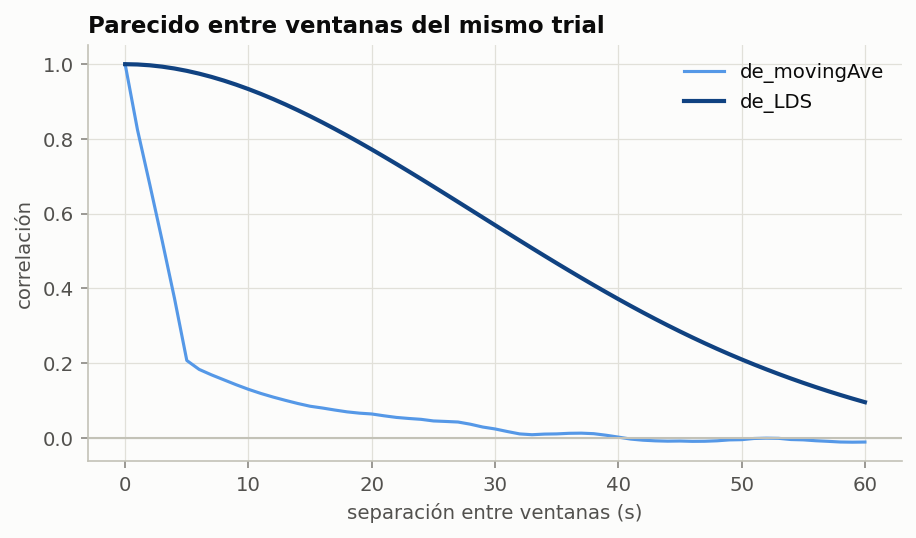 Parecido entre ventanas del mismo trial
de_movingAve
de_LDS
correlación
1.0
0.8
0.6
0.4
0.2
0.0
0 10 20 30 40 50 60
separación entre ventanas (s)